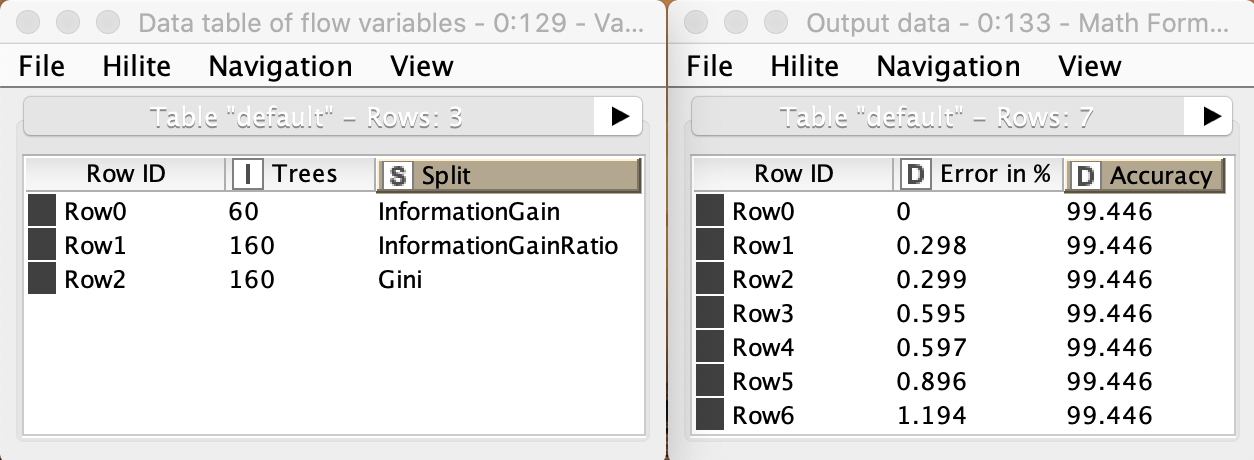 Data table of flow variables - 0:129 - Va...
File Hilite Navigation View
Table "default" - Rows: 3
Row ID I Trees S Split
Row0 60 InformationGain
Row1 160 InformationGainRatio
Row2 160 Gini
Output data - 0:133 - Math Form...
File Hilite Navigation View
Table "default" - Rows: 7
Row ID D Error in % D Accuracy
Row0 0 99.446
Row1 0.298 99.446
Row2 0.299 99.446
Row3 0.595 99.446
Row4 0.597 99.446
Row5 0.896 99.446
Row6 1.194 99.446